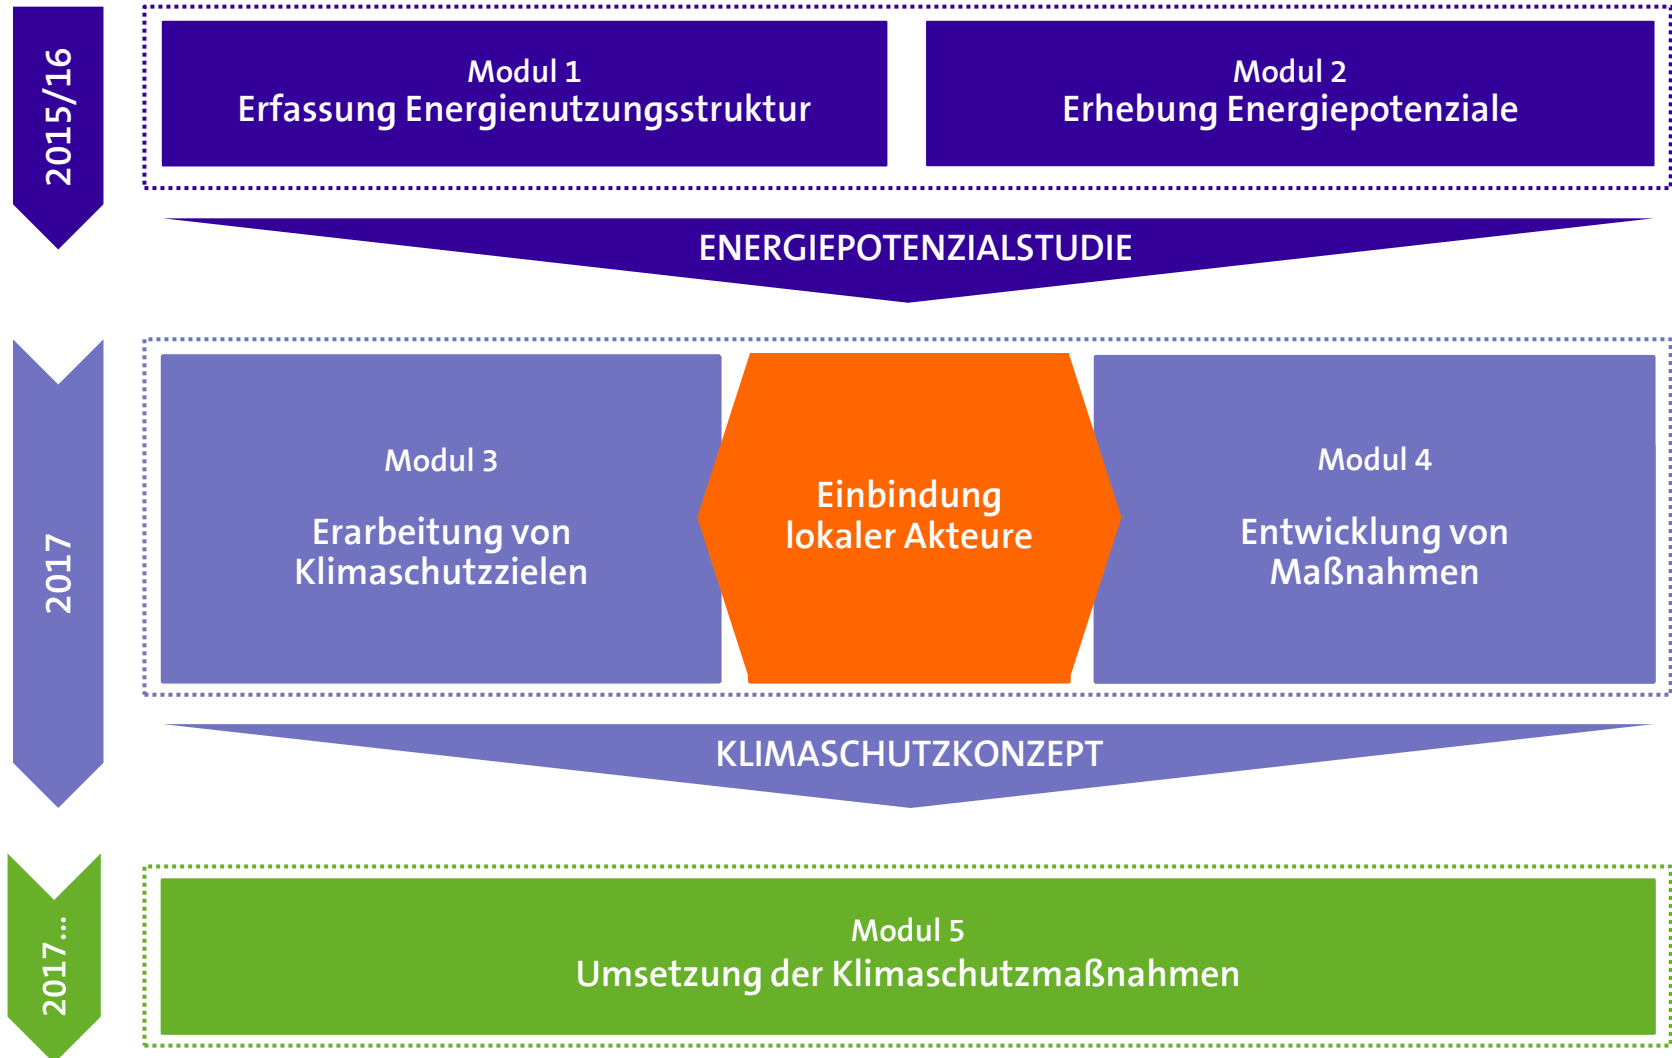 2015/16
Modul 1
Erfassung Energienutzungsstruktur
Modul 2
Erhebung Energiepotenziale
ENERGIEPOTENZIALSTUDIE
2017
Modul 3
Erarbeitung von
Klimaschutzzielen
Einbindung
lokaler Akteure
Modul 4
Entwicklung von
Maßnahmen
KLIMASCHUTZKONZEPT
2017...
Modul 5
Umsetzung der Klimaschutzmaßnahmen